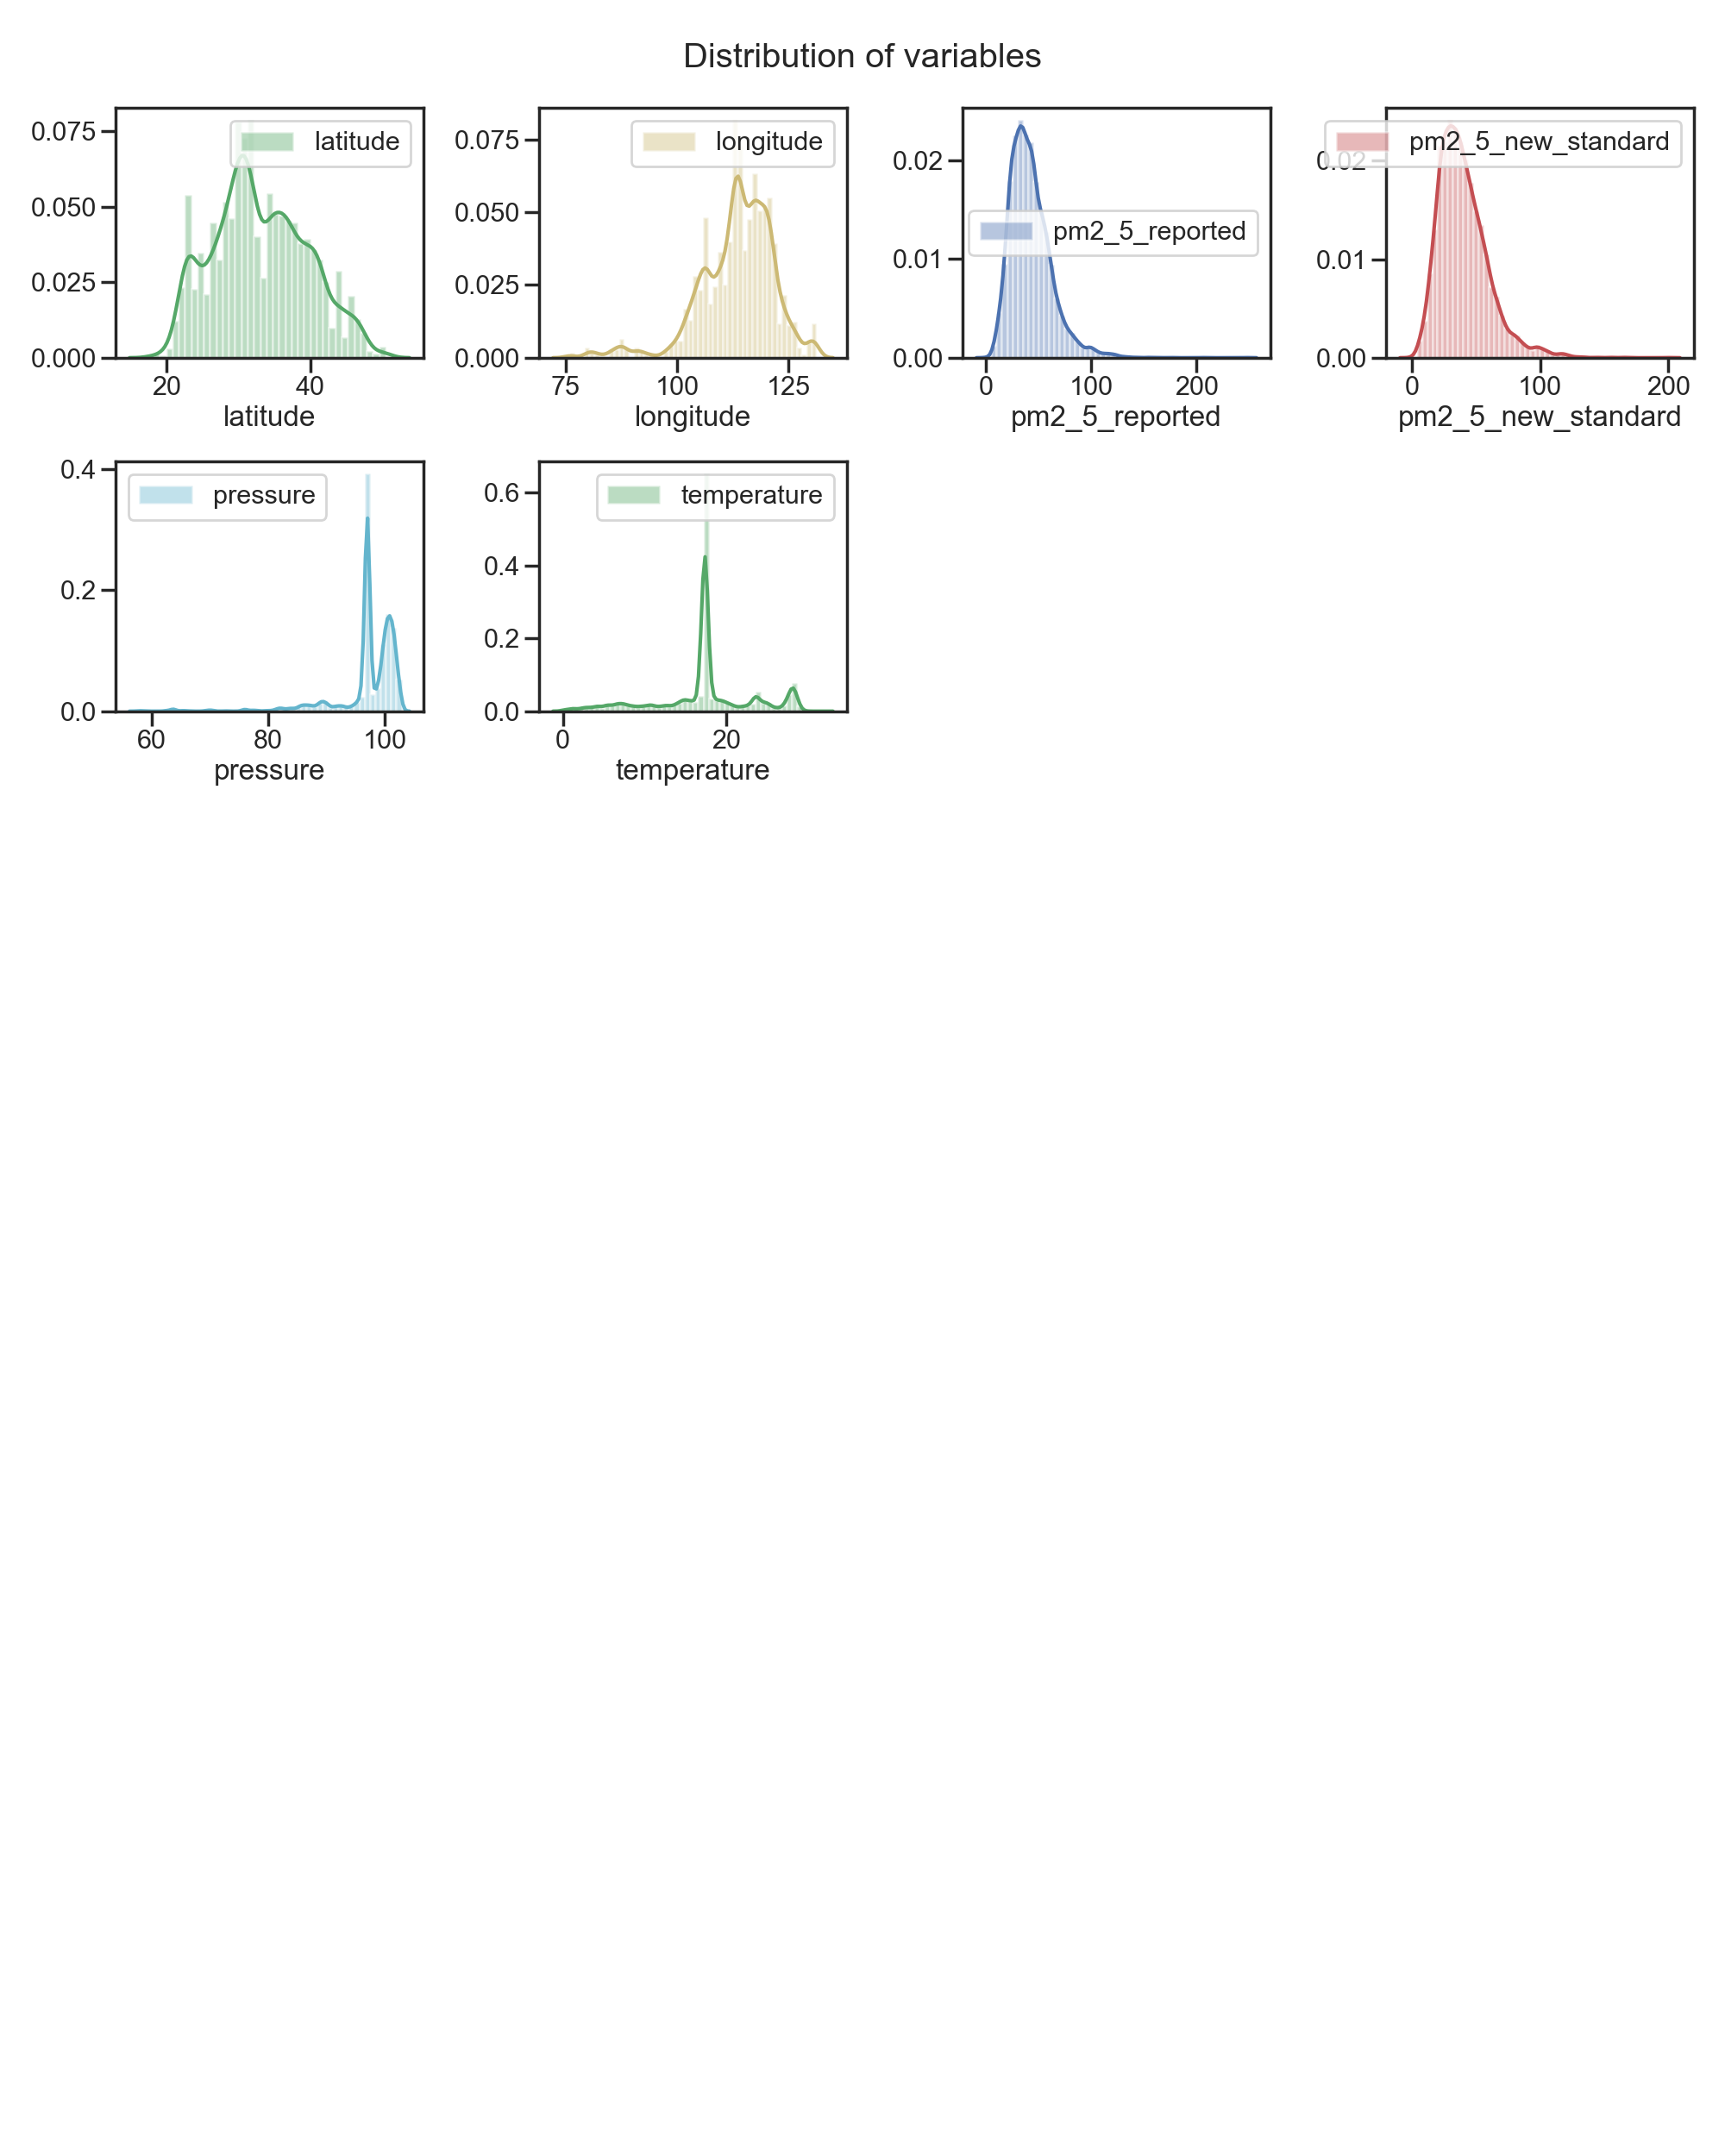 Distribution of variables
0.075
0.050
0.025
0.000
latitude
20 40
latitude
0.075
0.050
0.025
0.000
longitude
75 100 125
longitude
0.02
0.01
0.00
pm2_5_reported
0 100 200
pm2_5_reported
0.02
0.01
0.00
pm2_5_new_standard
0 100 200
pm2_5_new_standard
0.4
0.2
0.0
pressure
60 80 100
pressure
0.6
0.4
0.2
0.0
temperature
0 20
temperature